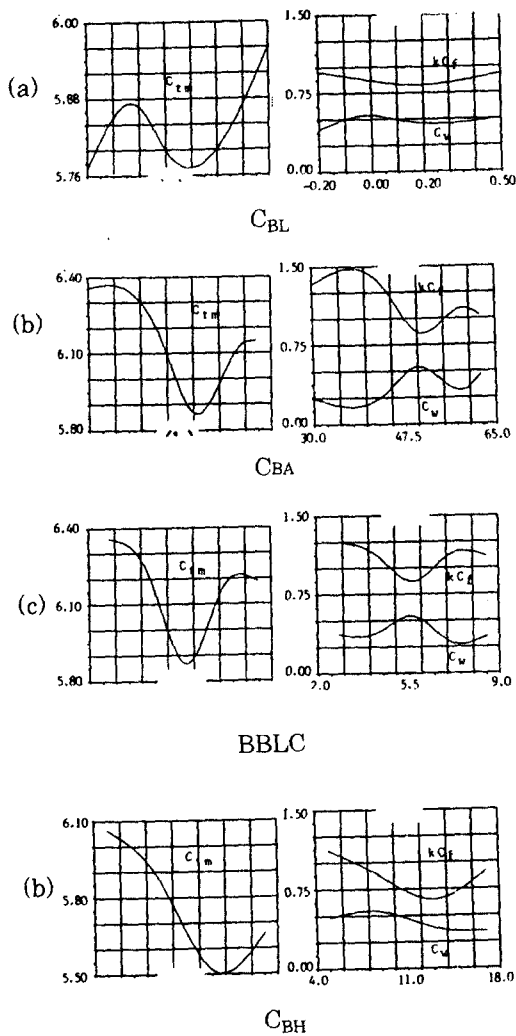 6.00
5.88
5.76
(a)
C_tm
1.50
0.75
0.00
kC_f
C_w
-0.20
0.00
0.20
0.50
C_BL
6.40
6.10
5.80
(b)
C_tm
1.50
0.75
0.00
kC_f
C_w
30.0
47.5
65.0
C_BA
6.40
6.10
5.80
(c)
C_tm
1.50
0.75
0.00
kC_f
C_w
2.0
5.5
9.0
BBLC
6.10
5.80
5.50
(b)
C_tm
1.50
0.75
0.00
kC_f
C_w
4.0
11.0
18.0
C_BH